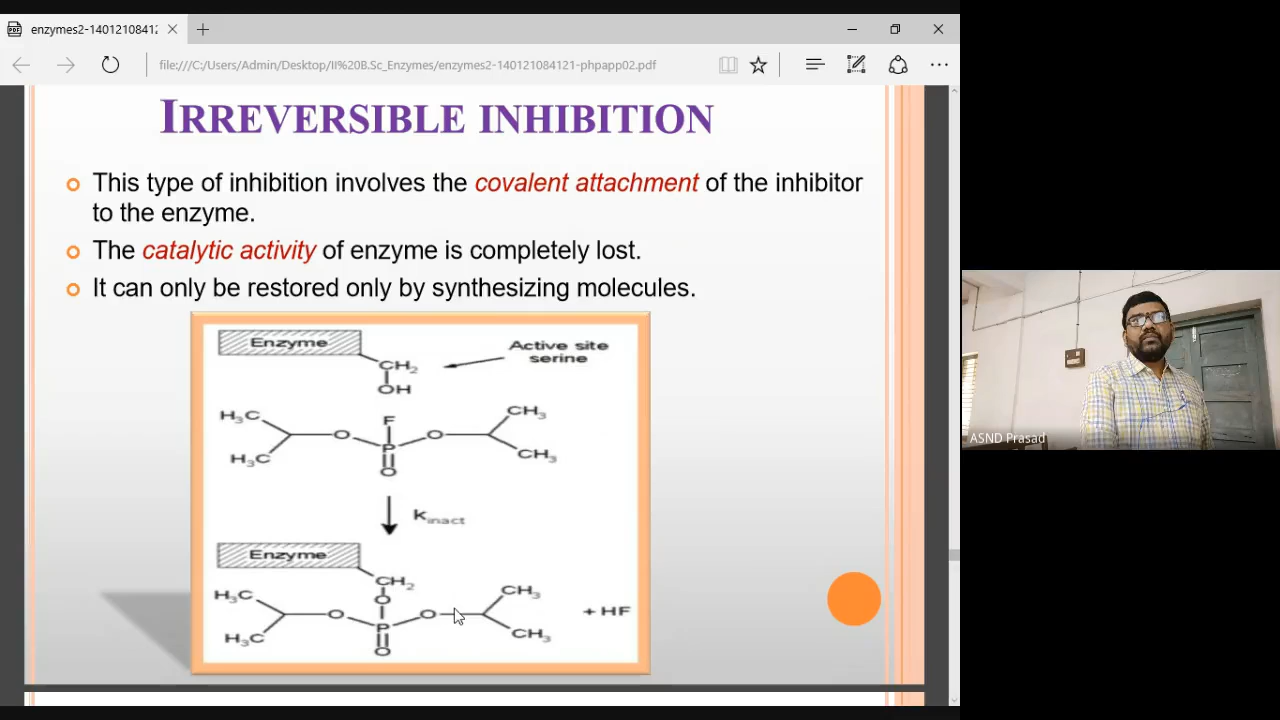 enzymes2-140121084121
file:///C:/Users/Admin/Desktop/II%20B.Sc_Enzymes/enzymes2-140121084121-phpapp02.pdf
IRREVERSIBLE INHIBITION
This type of inhibition involves the covalent attachment of the inhibitor
to the enzyme.
The catalytic activity of enzyme is completely lost.
It can only be restored only by synthesizing molecules.
Enzyme
Active site
serine
CH2
OH
H3C
F
CH3
O
P
O
H3C
O
CH3
kinact
Enzyme
CH2
H3C
O
CH3
O
O
+ HF
P
H3C
O
CH3
ASND Prasad